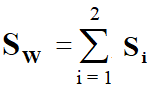 2
S_w = ∑ S_i
i = 1